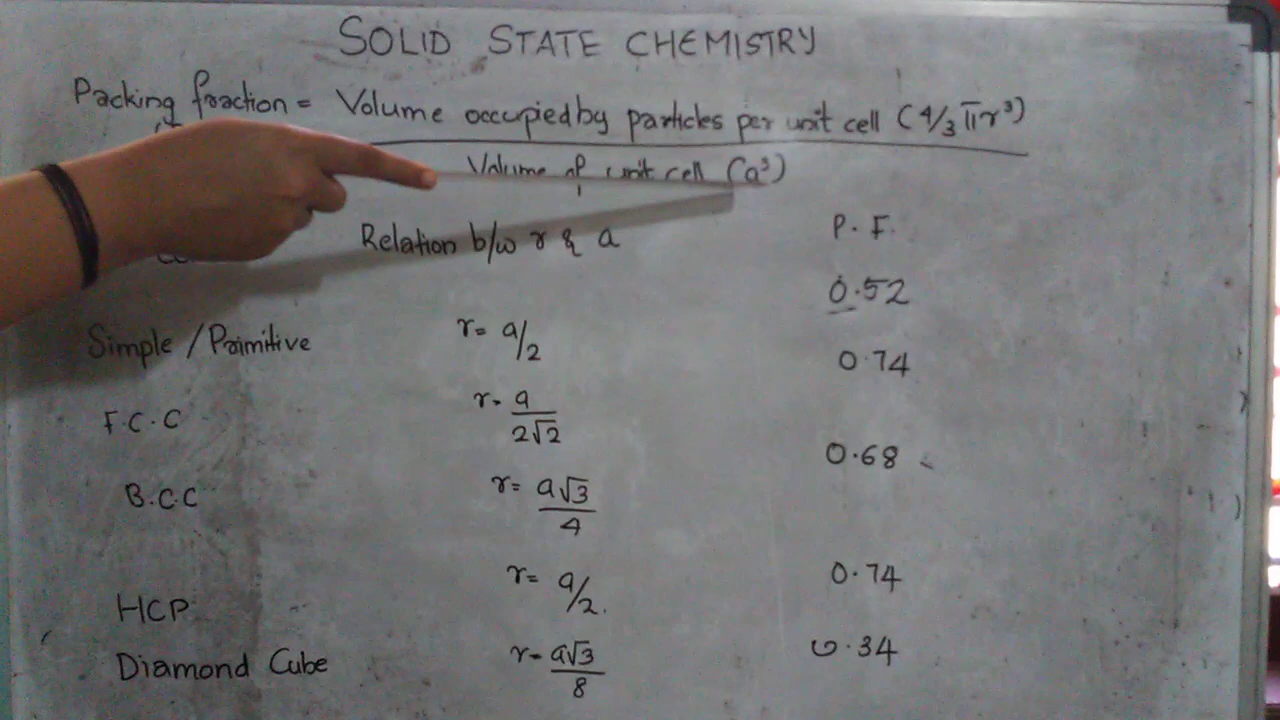 SOLID STATE CHEMISTRY
Packing fraction = Volume occupied by particles per unit cell (4/3 πr³)
Volume of unit cell (a³)
Relation b/w r & a P.F.
0.52
Simple / Primitive r = a/2
0.74
F.C.C r = a/2√2
0.68
B.C.C r = a√3/4
HCP r = a/2. 0.74
Diamond Cube r = a√3/8 0.34